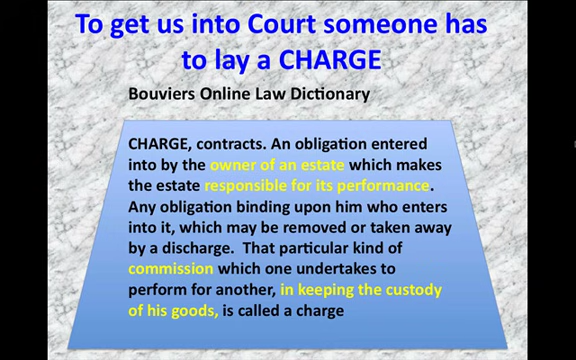 To get us into Court someone has
to lay a CHARGE
Bouviers Online Law Dictionary
CHARGE, contracts. An obligation entered
into by the owner of an estate which makes
the estate responsible for its performance.
Any obligation binding upon him who enters
into it, which may be removed or taken away
by a discharge.  That particular kind of
commission which one undertakes to
perform for another, in keeping the custody
of his goods, is called a charge